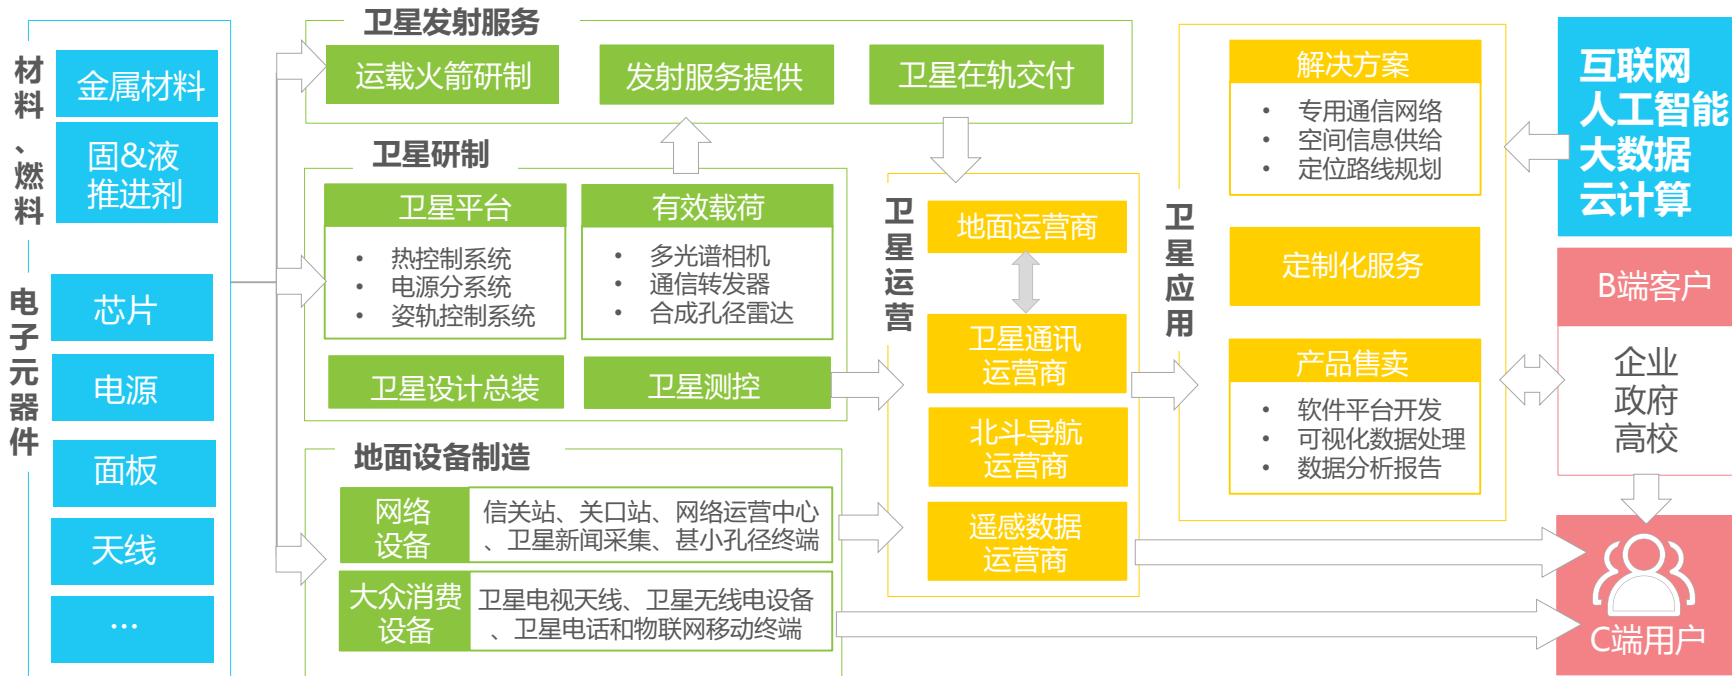 材料、燃料
金属材料
固&液
推进剂
电子元器件
芯片
电源
面板
天线
...
卫星发射服务
运载火箭研制
发射服务提供
卫星在轨交付
卫星研制
卫星平台
• 热控制系统
• 电源分系统
• 姿轨控制系统
有效载荷
• 多光谱相机
• 通信转发器
• 合成孔径雷达
卫星设计总装
卫星测控
地面设备制造
网络
设备
信关站、关口站、网络运营中心
、卫星新闻采集、甚小孔径终端
大众消费
设备
卫星电视天线、卫星无线电设备
、卫星电话和物联网移动终端
卫星运营
地面运营商
卫星通讯
运营商
北斗导航
运营商
遥感数据
运营商
卫星应用
解决方案
• 专用通信网络
• 空间信息供给
• 定位路线规划
定制化服务
产品售卖
• 软件平台开发
• 可视化数据处理
• 数据分析报告
互联网
人工智能
大数据
云计算
B端客户
企业
政府
高校
C端用户